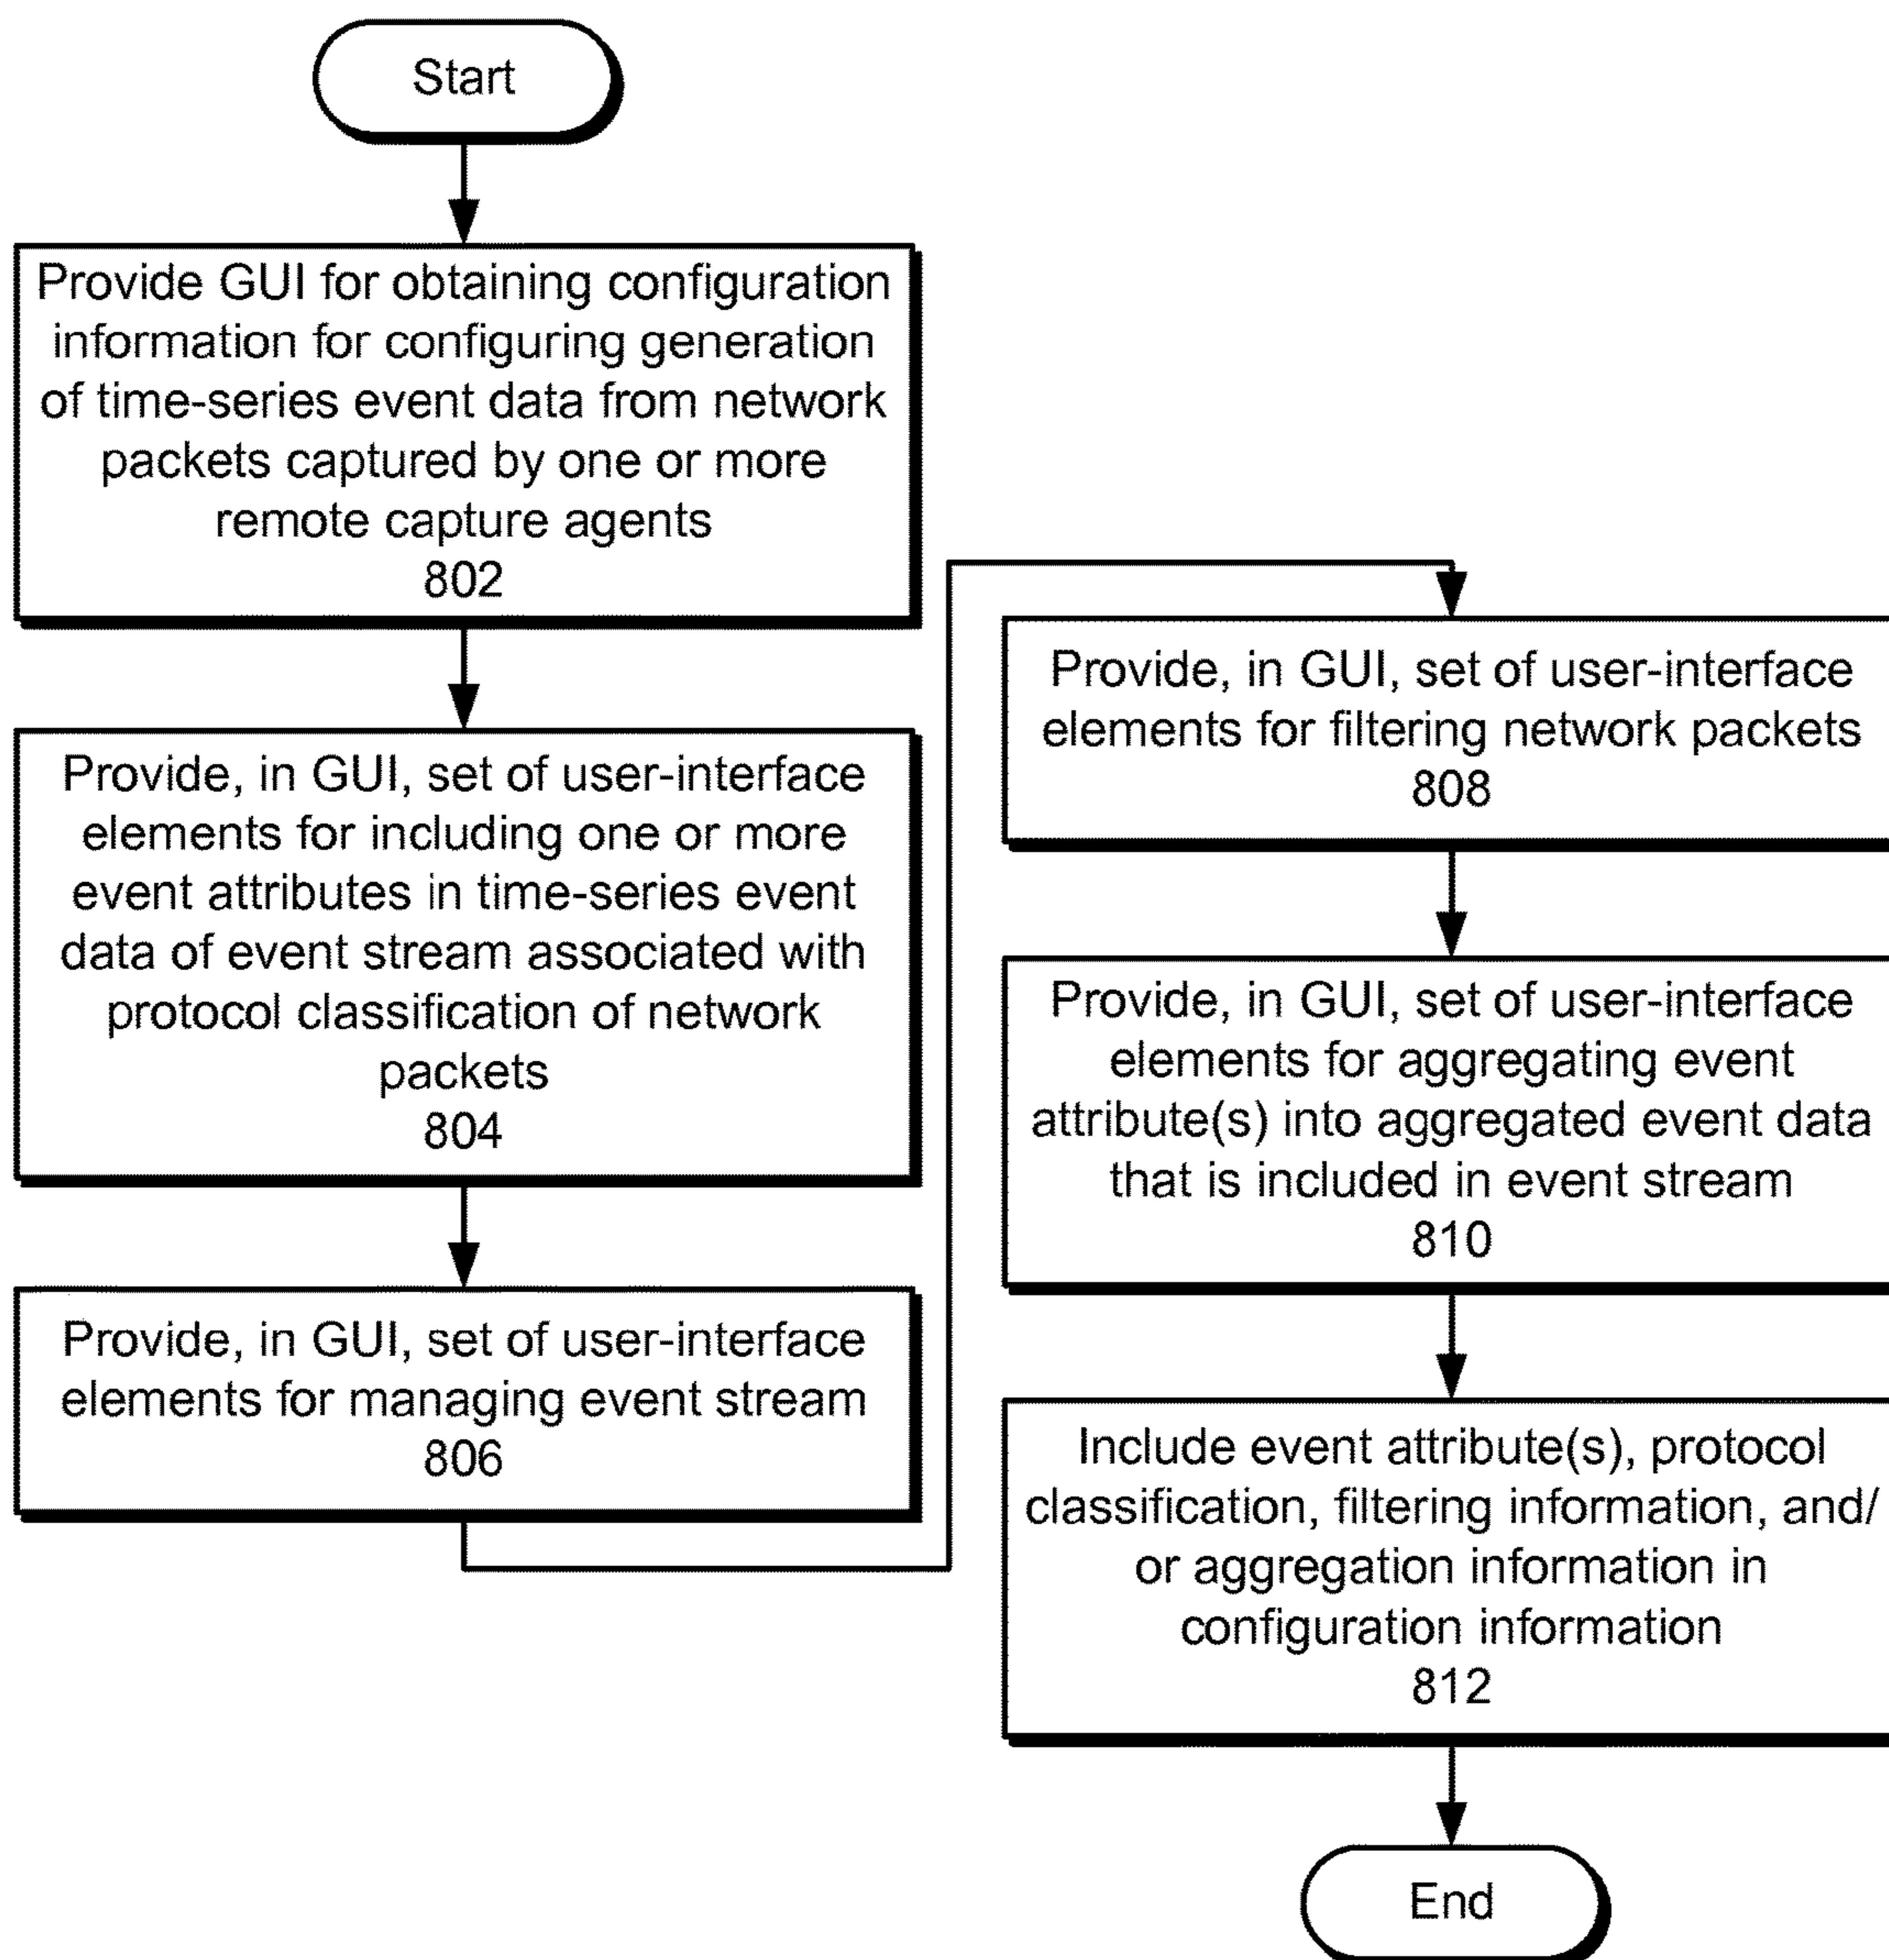 Start
Provide GUI for obtaining configuration
information for configuring generation
of time-series event data from network
packets captured by one or more
remote capture agents
802
Provide, in GUI, set of user-interface
elements for including one or more
event attributes in time-series event
data of event stream associated with
protocol classification of network
packets
804
Provide, in GUI, set of user-interface
elements for managing event stream
806
Provide, in GUI, set of user-interface
elements for filtering network packets
808
Provide, in GUI, set of user-interface
elements for aggregating event
attribute(s) into aggregated event data
that is included in event stream
810
Include event attribute(s), protocol
classification, filtering information, and/
or aggregation information in
configuration information
812
End